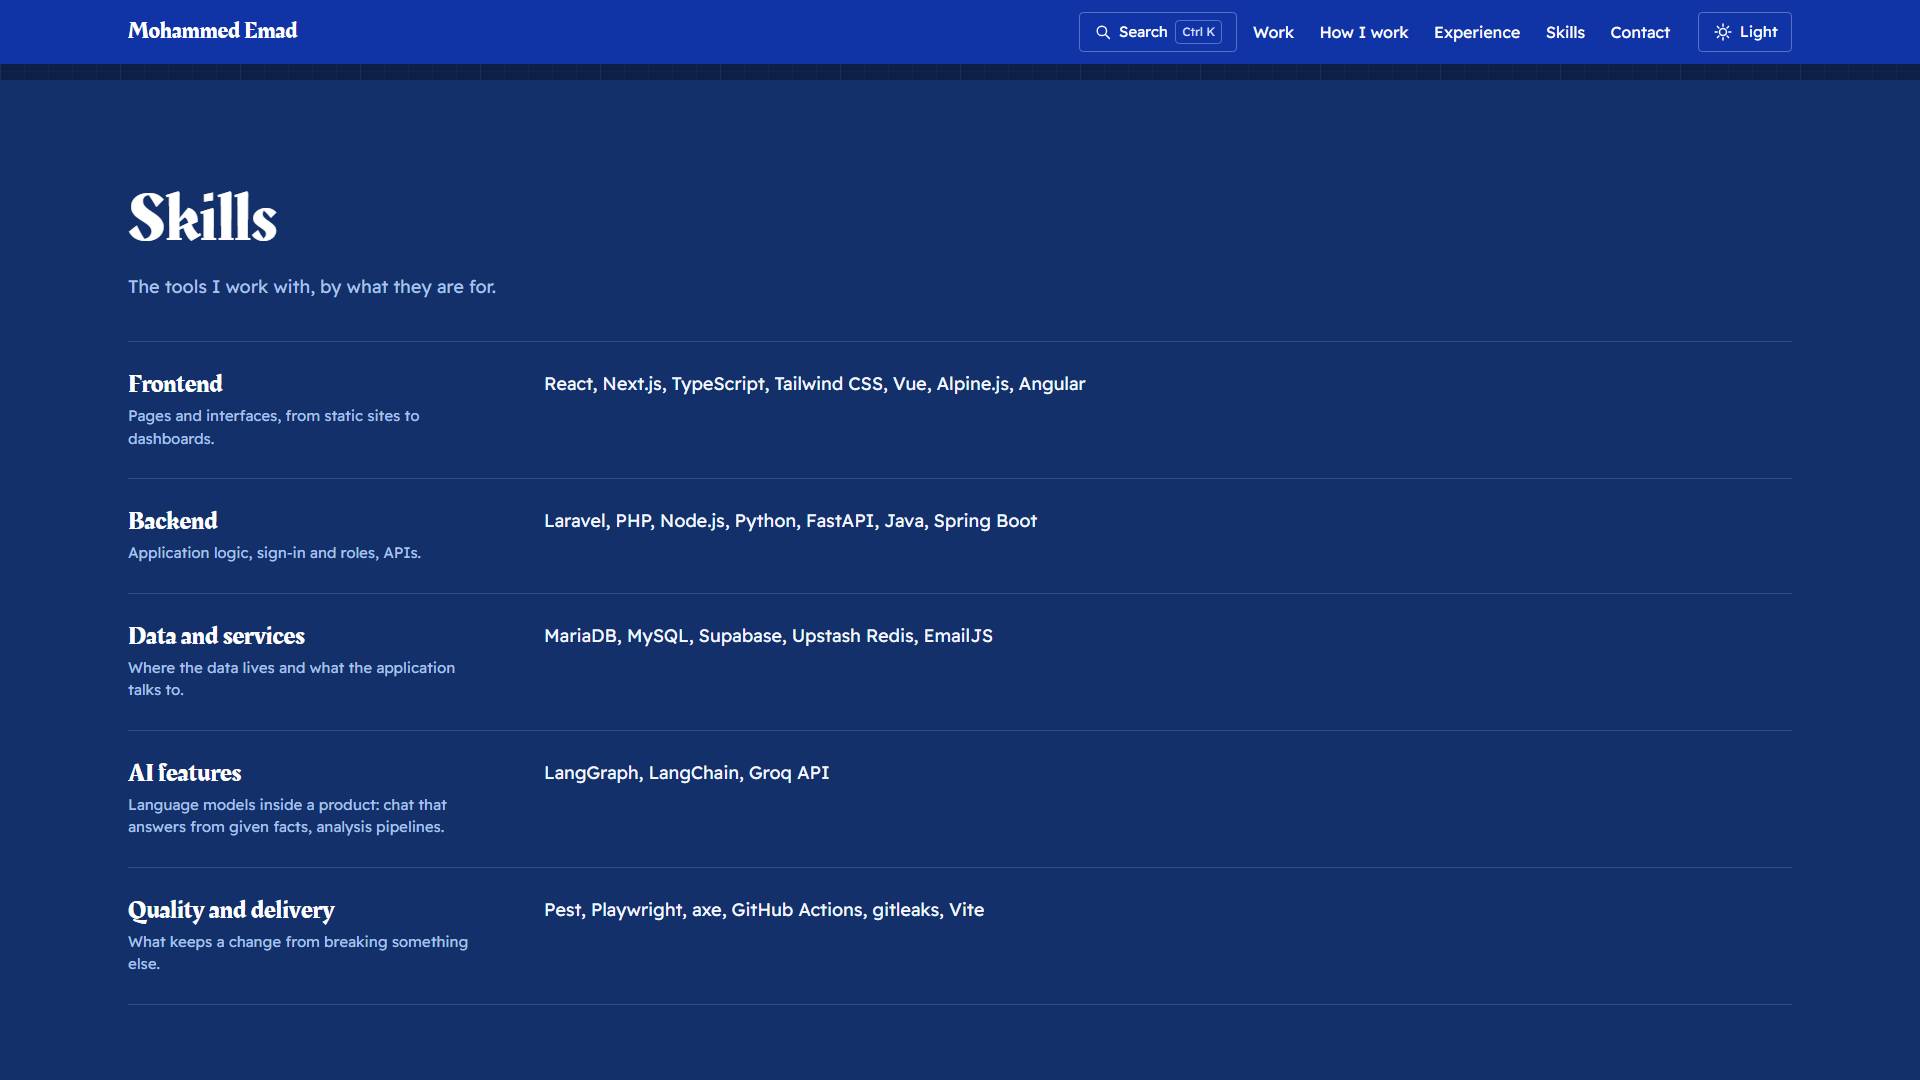 Mohammed Emad
Search Ctrl K Work How I work Experience Skills Contact Light
Skills
The tools I work with, by what they are for.
Frontend
Pages and interfaces, from static sites to
dashboards.
React, Next.js, TypeScript, Tailwind CSS, Vue, Alpine.js, Angular
Backend
Application logic, sign-in and roles, APIs.
Laravel, PHP, Node.js, Python, FastAPI, Java, Spring Boot
Data and services
Where the data lives and what the application
talks to.
MariaDB, MySQL, Supabase, Upstash Redis, EmailJS
AI features
Language models inside a product: chat that
answers from given facts, analysis pipelines.
LangGraph, LangChain, Groq API
Quality and delivery
What keeps a change from breaking something
else.
Pest, Playwright, axe, GitHub Actions, gitleaks, Vite